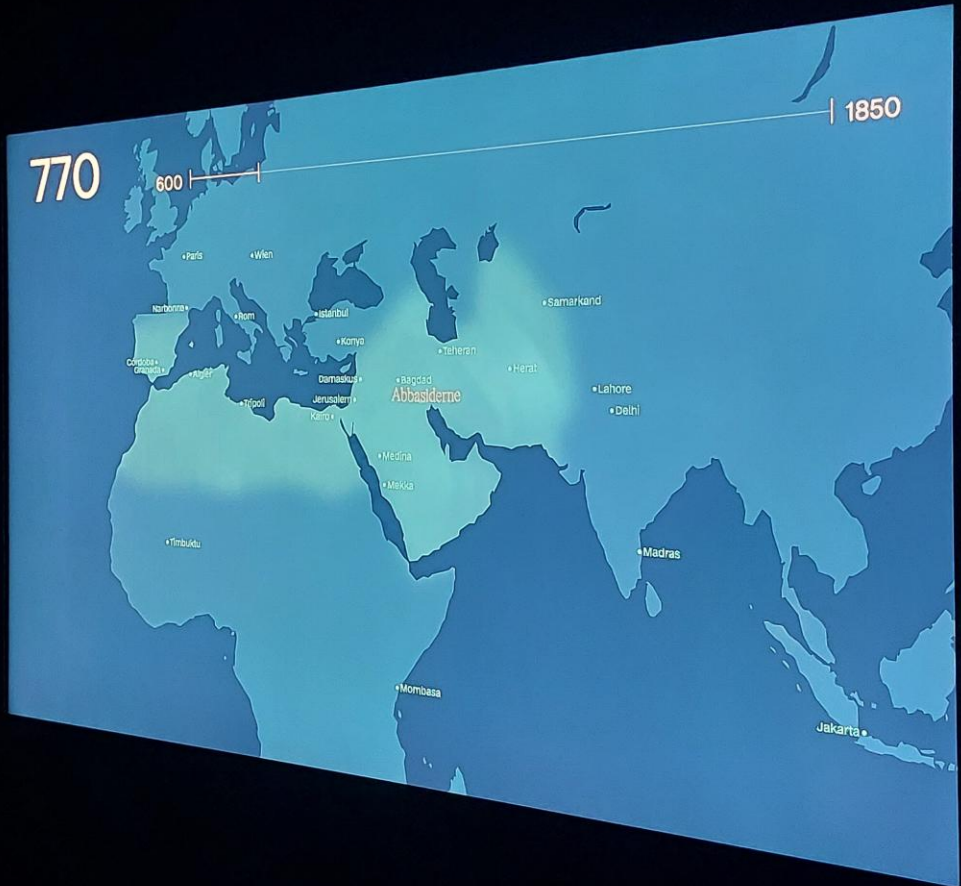 770
600
1850
Paris
Wien
Narbonne
Rom
Istanbul
Samarkand
Konya
Teheran
Cordoba
Granada
Alger
Damaskus
Bagdad
Herat
Lahore
Jerusalem
Abbasiderne
Tripoli
Delhi
Kairo
Medina
Mekka
Timbuktu
Madras
Mombasa
Jakarta